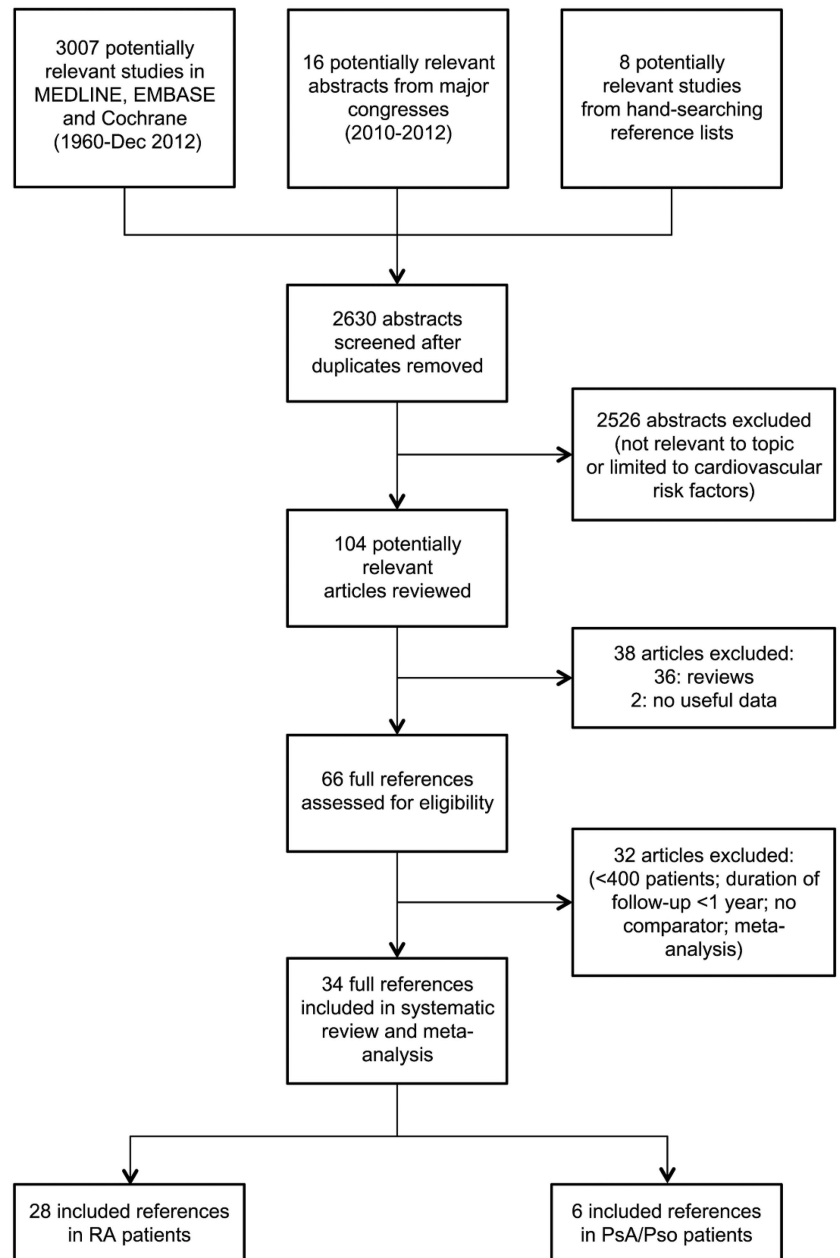 3007 potentially
relevant studies in
MEDLINE, EMBASE
and Cochrane
(1960-Dec 2012)
16 potentially relevant
abstracts from major
congresses
(2010-2012)
8 potentially
relevant studies
from hand-searching
reference lists
2630 abstracts
screened after
duplicates removed
2526 abstracts excluded
(not relevant to topic
or limited to cardiovascular
risk factors)
104 potentially
relevant
articles reviewed
38 articles excluded:
36: reviews
2: no useful data
66 full references
assessed for eligibility
32 articles excluded:
(<400 patients; duration of
follow-up <1 year; no
comparator; meta-
analysis)
34 full references
included in systematic
review and meta-
analysis
28 included references
in RA patients
6 included references
in PsA/Pso patients